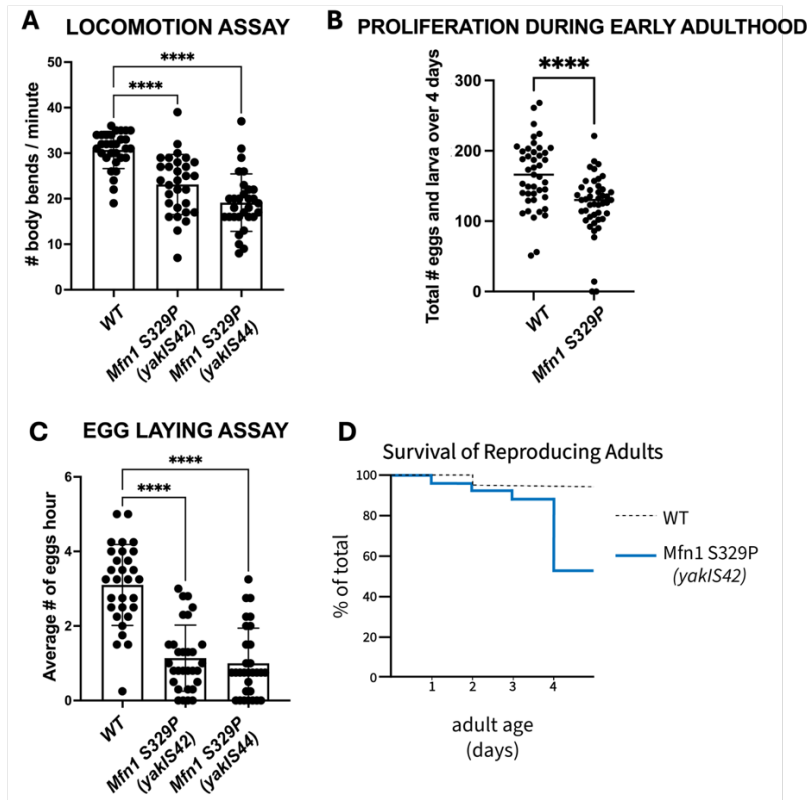 A LOCOMOTION ASSAY
****
****
# body bends / minute
50
40
30
20
10
0
WT
Mfn1 S329P
(yakIS42)
Mfn1 S329P
(yakIS44)
B PROLIFERATION DURING EARLY ADULTHOOD
****
Total # eggs and larva over 4 days
300
200
100
0
WT
Mfn1 S329P
C EGG LAYING ASSAY
****
****
Average # of eggs hour
6
4
2
0
WT
Mfn1 S329P
(yakIS42)
Mfn1 S329P
(yakIS44)
D
Survival of Reproducing Adults
% of total
100
80
60
40
20
0
1 2 3 4
adult age
(days)
WT
Mfn1 S329P
(yakIS42)